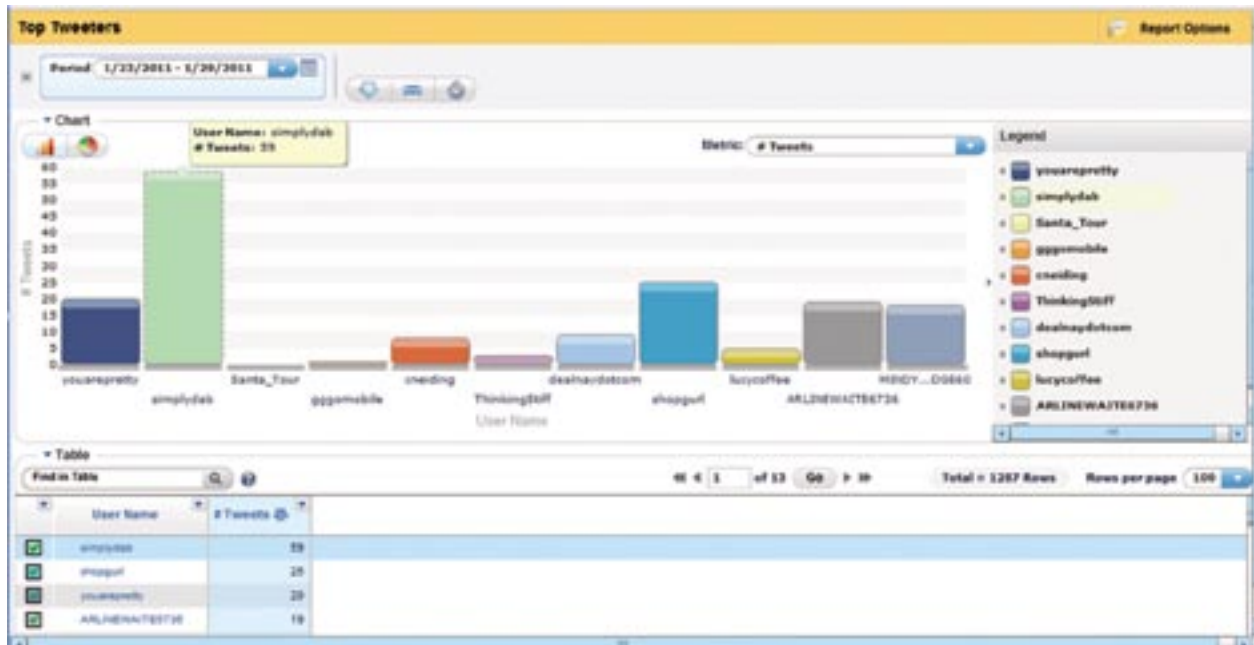 Top Tweeters
Report Options
Period 1/23/2011 - 1/29/2011
Chart
User Name: simplydab
# Tweets: 59
Metric: # Tweets
Legend
youarepretty
simplydab
Santa_Tour
gggomobile
cneiding
ThinkingStiff
dealnaydotcom
shopgurl
lucycoffee
ARLINEWAITE6736
60
55
50
45
40
35
30
25
20
15
10
5
0
# Tweets
youarepretty
simplydab
Santa_Tour
gggomobile
cneiding
ThinkingStiff
dealnaydotcom
shopgurl
lucycoffee
ARLINEWAITE6736
User Name
Table
Find in Table
1 of 13 Go
Total = 1287 Rows
Rows per page 100
User Name # Tweets
simplydab 59
shopgurl 25
youarepretty 20
ARLINEWAITE6736 19